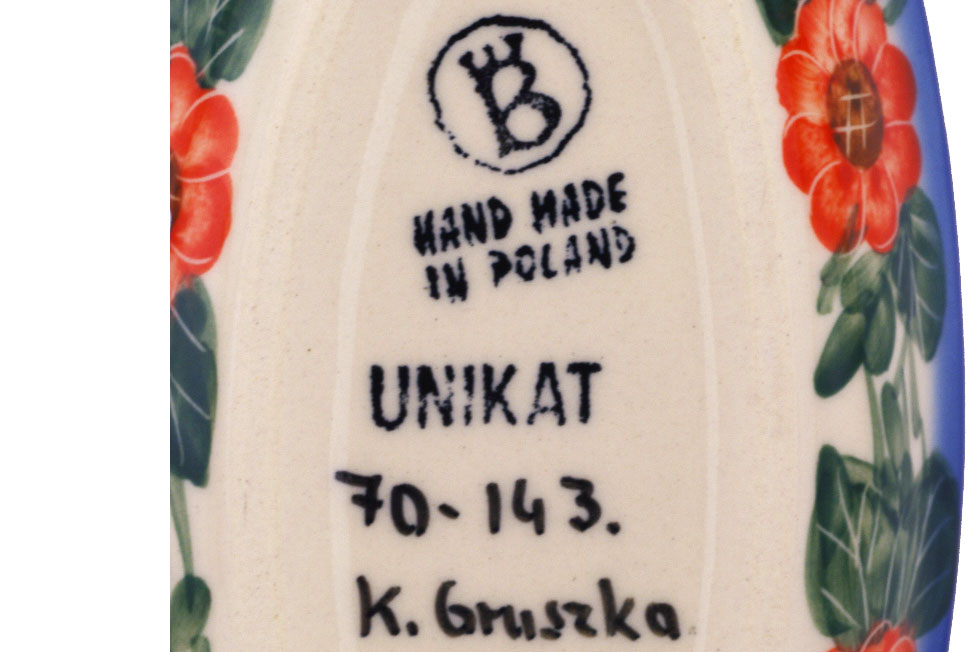 B
HAND MADE
IN POLAND
UNIKAT
70-143.
K. Gruszka